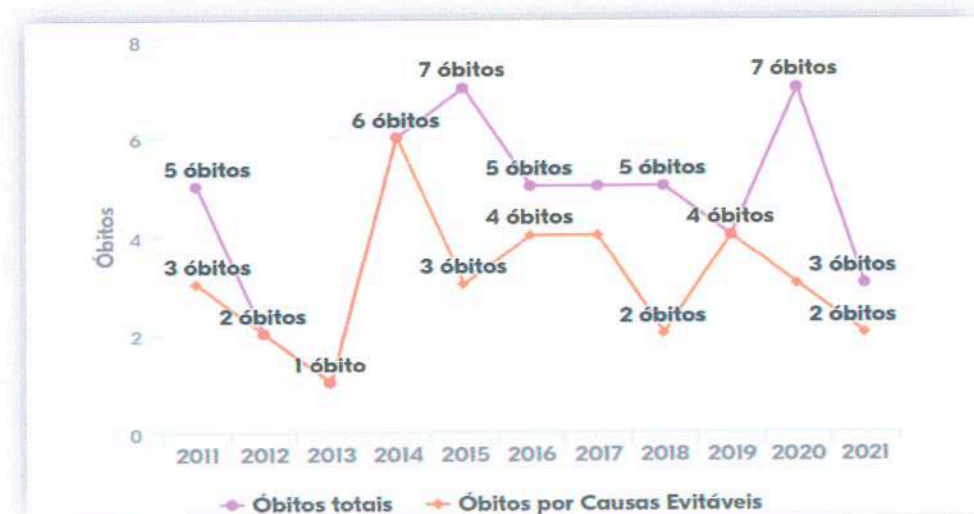 8
7 óbitos
7 óbitos
6 óbitos
6
5 óbitos
5 óbitos
5 óbitos
4 óbitos
4 óbitos
4
3 óbitos
3 óbitos
3 óbitos
2 óbitos
2 óbitos
2 óbitos
2
1 óbito
0
Óbitos
2011 2012 2013 2014 2015 2016 2017 2018 2019 2020 2021
Óbitos totais Óbitos por Causas Evitáveis